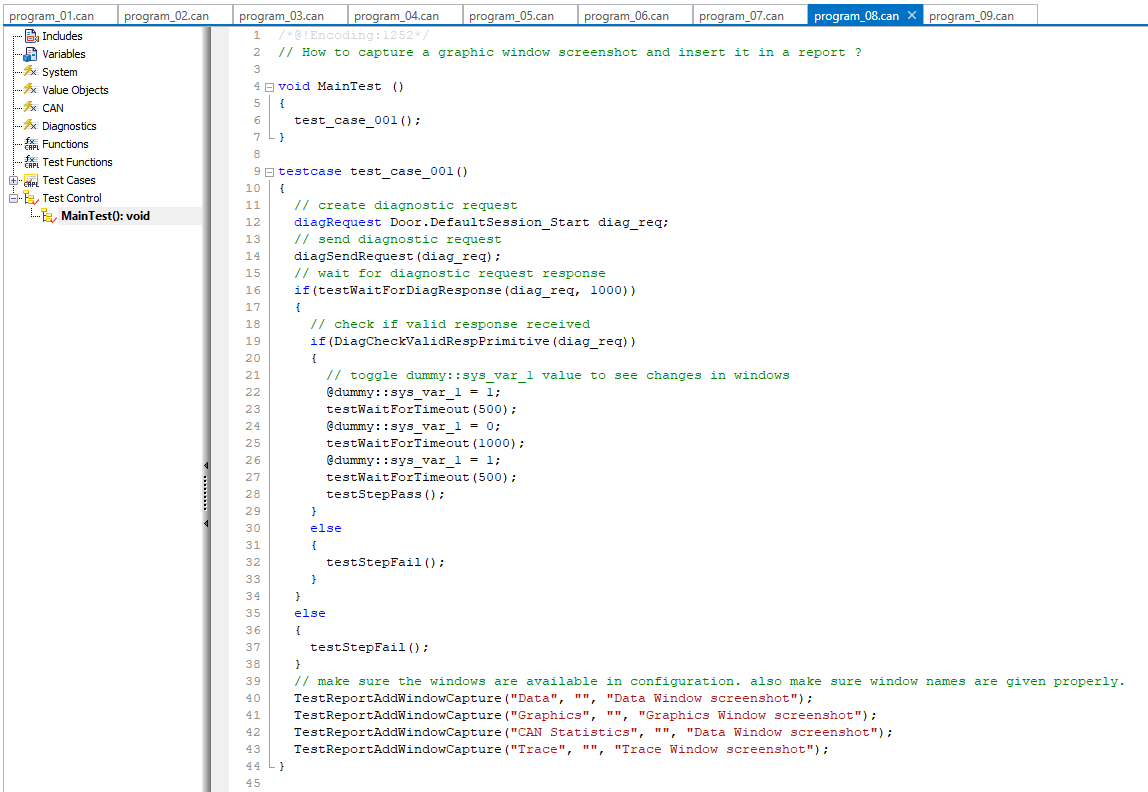 program_01.can program_02.can program_03.can program_04.can program_05.can program_06.can program_07.can program_08.can × program_09.can
Includes
Variables
System
Value Objects
CAN
Diagnostics
Functions
Test Functions
Test Cases
Test Control
MainTest(): void
1 /*@!Encoding:1252*/
2 // How to capture a graphic window screenshot and insert it in a report ?
3
4 void MainTest ()
5 {
6   test_case_001();
7 }
8
9 testcase test_case_001()
10 {
11   // create diagnostic request
12   diagRequest Door.DefaultSession_Start diag_req;
13   // send diagnostic request
14   diagSendRequest(diag_req);
15   // wait for diagnostic request response
16   if(testWaitForDiagResponse(diag_req, 1000))
17   {
18     // check if valid response received
19     if(DiagCheckValidRespPrimitive(diag_req))
20     {
21       // toggle dummy::sys_var_1 value to see changes in windows
22       @dummy::sys_var_1 = 1;
23       testWaitForTimeout(500);
24       @dummy::sys_var_1 = 0;
25       testWaitForTimeout(1000);
26       @dummy::sys_var_1 = 1;
27       testWaitForTimeout(500);
28       testStepPass();
29     }
30     else
31     {
32       testStepFail();
33     }
34   }
35   else
36   {
37     testStepFail();
38   }
39   // make sure the windows are available in configuration. also make sure window names are given properly.
40   TestReportAddWindowCapture("Data", "", "Data Window screenshot");
41   TestReportAddWindowCapture("Graphics", "", "Graphics Window screenshot");
42   TestReportAddWindowCapture("CAN Statistics", "", "Data Window screenshot");
43   TestReportAddWindowCapture("Trace", "", "Trace Window screenshot");
44 }
45